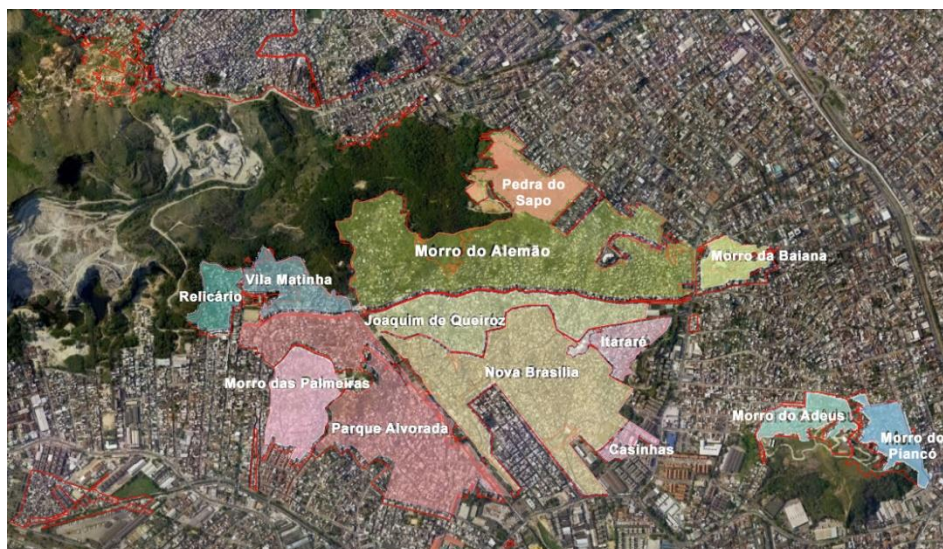 Pedra do
Sapo
Morro do Alemão
Morro da Baiana
Vila Matinha
Relicário
Joaquim de Queiróz
Itararé
Nova Brasília
Morro das Palmeiras
Parque Alvorada
Casinhas
Morro do Adeus
Morro do
Piancó